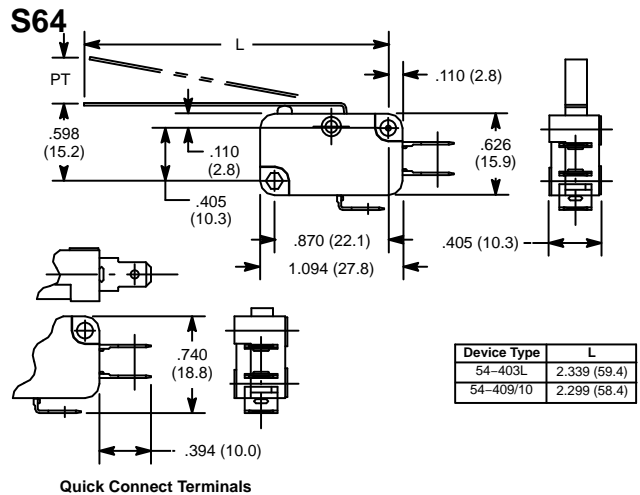 S64
L
PT
.110 (2.8)
.598
(15.2)
.110
(2.8)
.626
(15.9)
.405
(10.3)
.870 (22.1)
.405 (10.3)
1.094 (27.8)
.740
(18.8)
Device Type L
54–403L 2.339 (59.4)
54–409/10 2.299 (58.4)
.394 (10.0)
Quick Connect Terminals